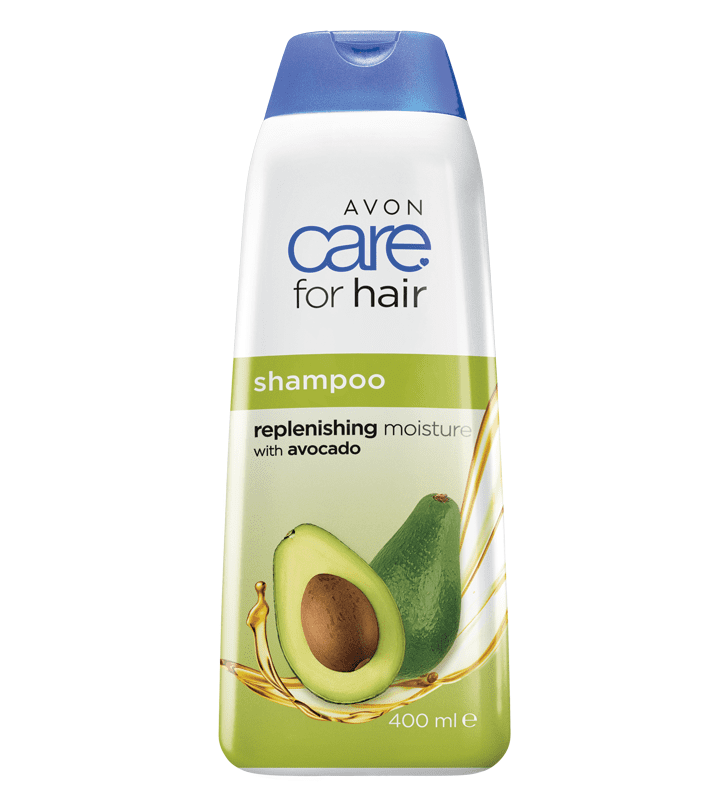 AVON
care
for hair
shampoo
replenishing moisture
with avocado
400 ml ℮